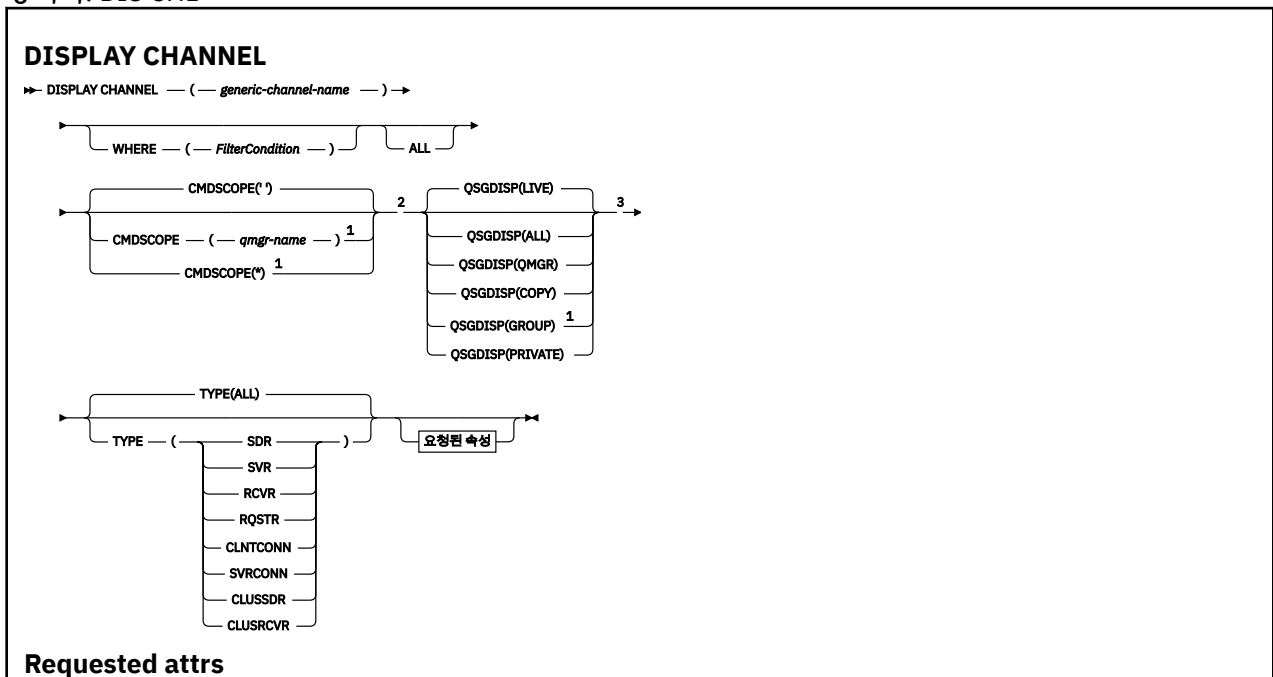 DISPLAY CHANNEL
DISPLAY CHANNEL ( generic-channel-name )
WHERE ( FilterCondition ) ALL
CMDSCOPE(' ')
CMDSCOPE ( qmgr-name ) 1
CMDSCOPE(*) 1
2
QSGDISP(LIVE)
QSGDISP(ALL)
QSGDISP(QMGR)
QSGDISP(COPY)
QSGDISP(GROUP) 1
QSGDISP(PRIVATE)
3
TYPE(ALL)
TYPE ( SDR )
SVR
RCVR
RQSTR
CLNTCONN
SVRCONN
CLUSSDR
CLUSRCVR
요청된 속성
Requested attrs